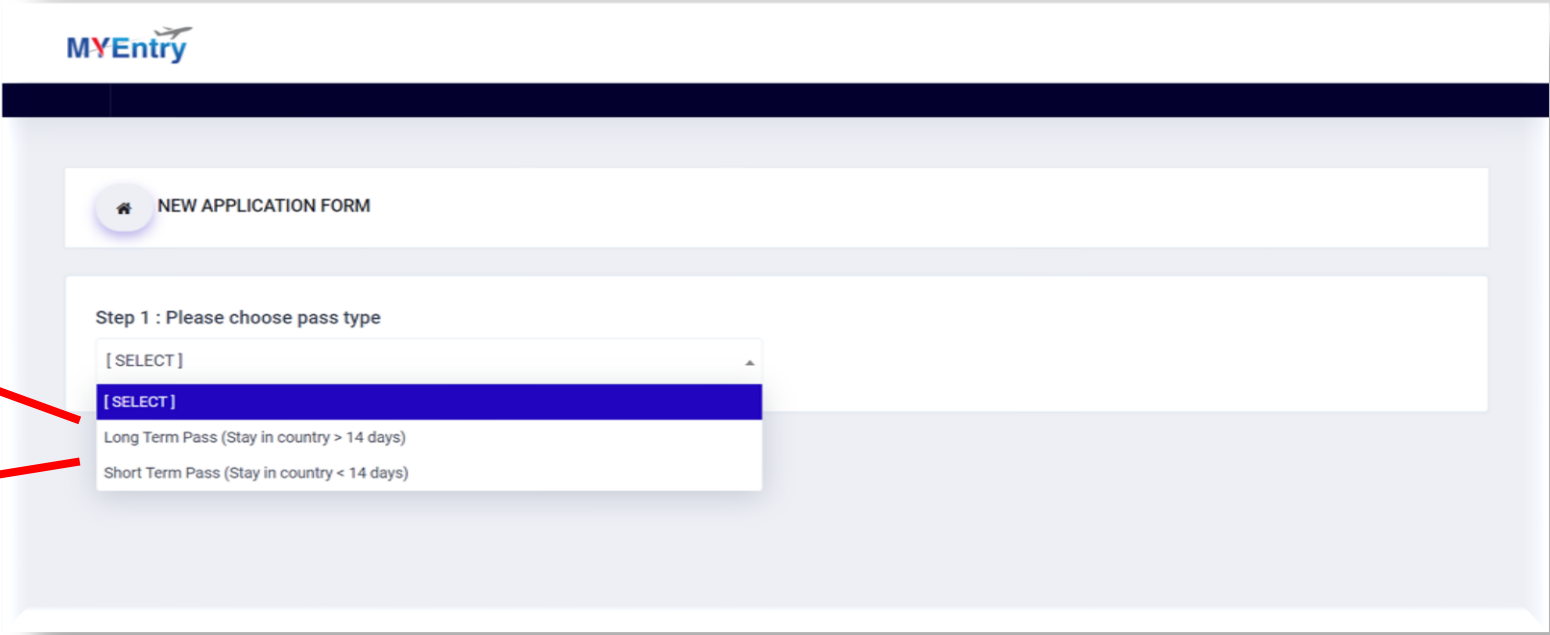 MYEntry
NEW APPLICATION FORM
Step 1 : Please choose pass type
[ SELECT ]
[ SELECT ]
Long Term Pass (Stay in country > 14 days)
Short Term Pass (Stay in country < 14 days)